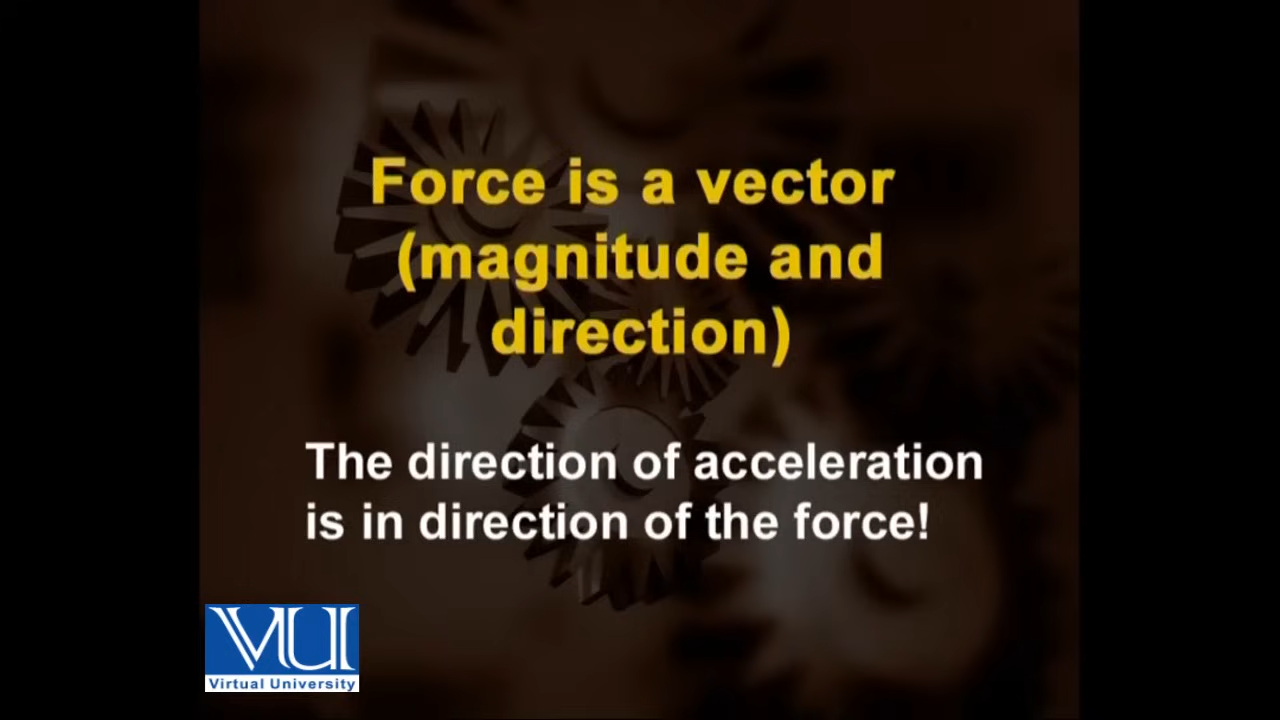 Force is a vector
(magnitude and
direction)
The direction of acceleration
is in direction of the force!
VU
Virtual University